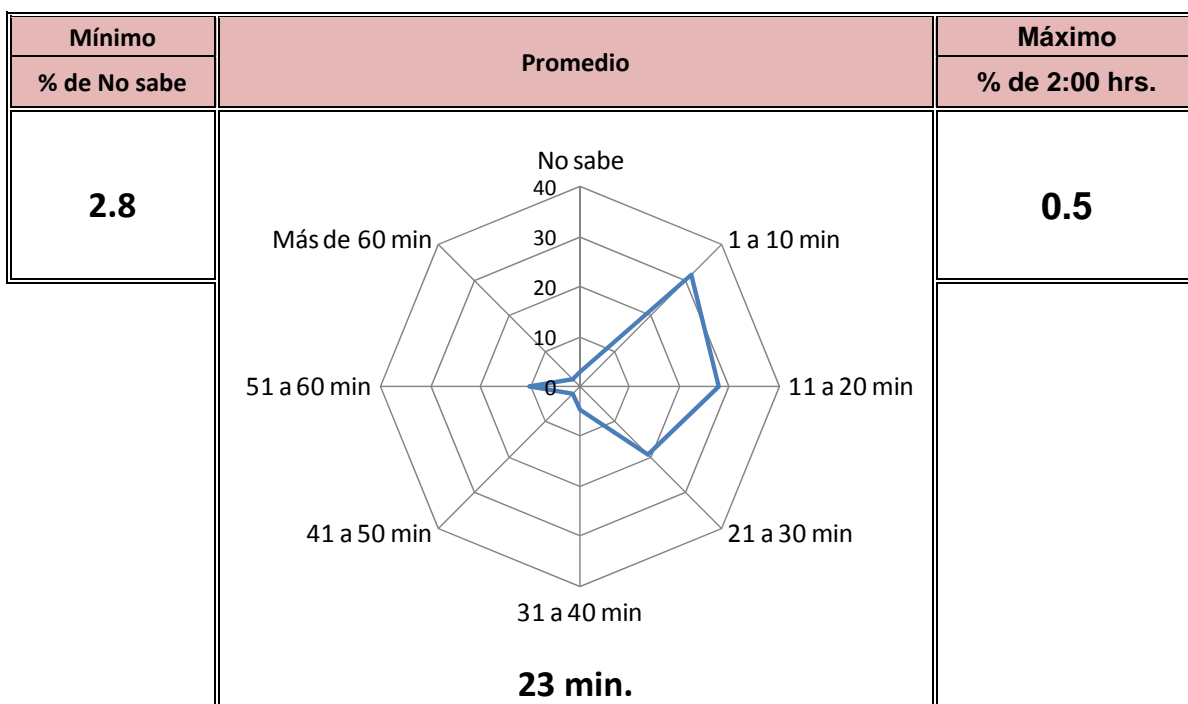 Mínimo
% de No sabe
Promedio
Máximo
% de 2:00 hrs.
2.8
0.5
No sabe
1 a 10 min
11 a 20 min
21 a 30 min
31 a 40 min
41 a 50 min
51 a 60 min
Más de 60 min
40
30
20
10
0
23 min.